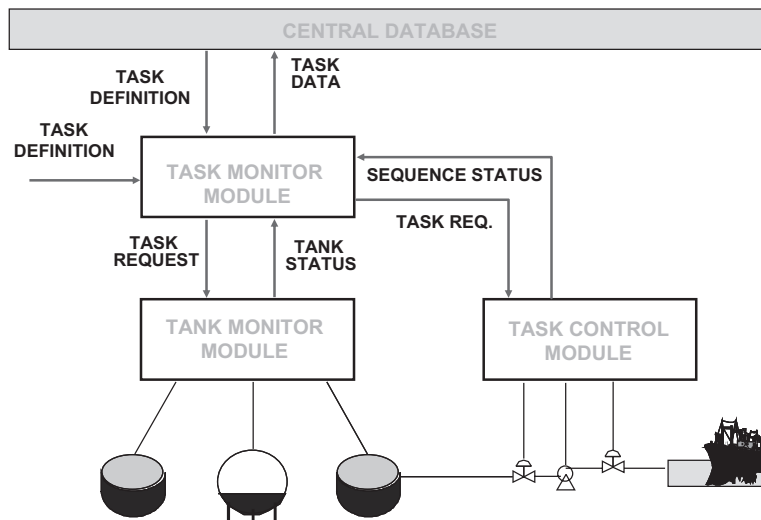 CENTRAL DATABASE
TASK
DEFINITION
TASK
DATA
TASK
DEFINITION
TASK MONITOR
MODULE
SEQUENCE STATUS
TASK REQ.
TASK
REQUEST
TANK
STATUS
TANK MONITOR
MODULE
TASK CONTROL
MODULE